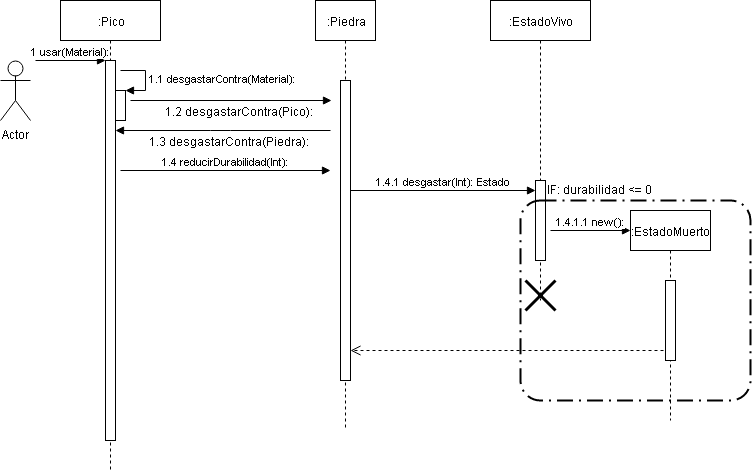 :Pico
:Piedra
:EstadoVivo
1 usar(Material):
1.1 desgastarContra(Material):
1.2 desgastarContra(Pico):
Actor
1.3 desgastarContra(Piedra):
1.4 reducirDurabilidad(Int):
1.4.1 desgastar(Int): Estado
IF: durabilidad <= 0
1.4.1.1 new():
:EstadoMuerto